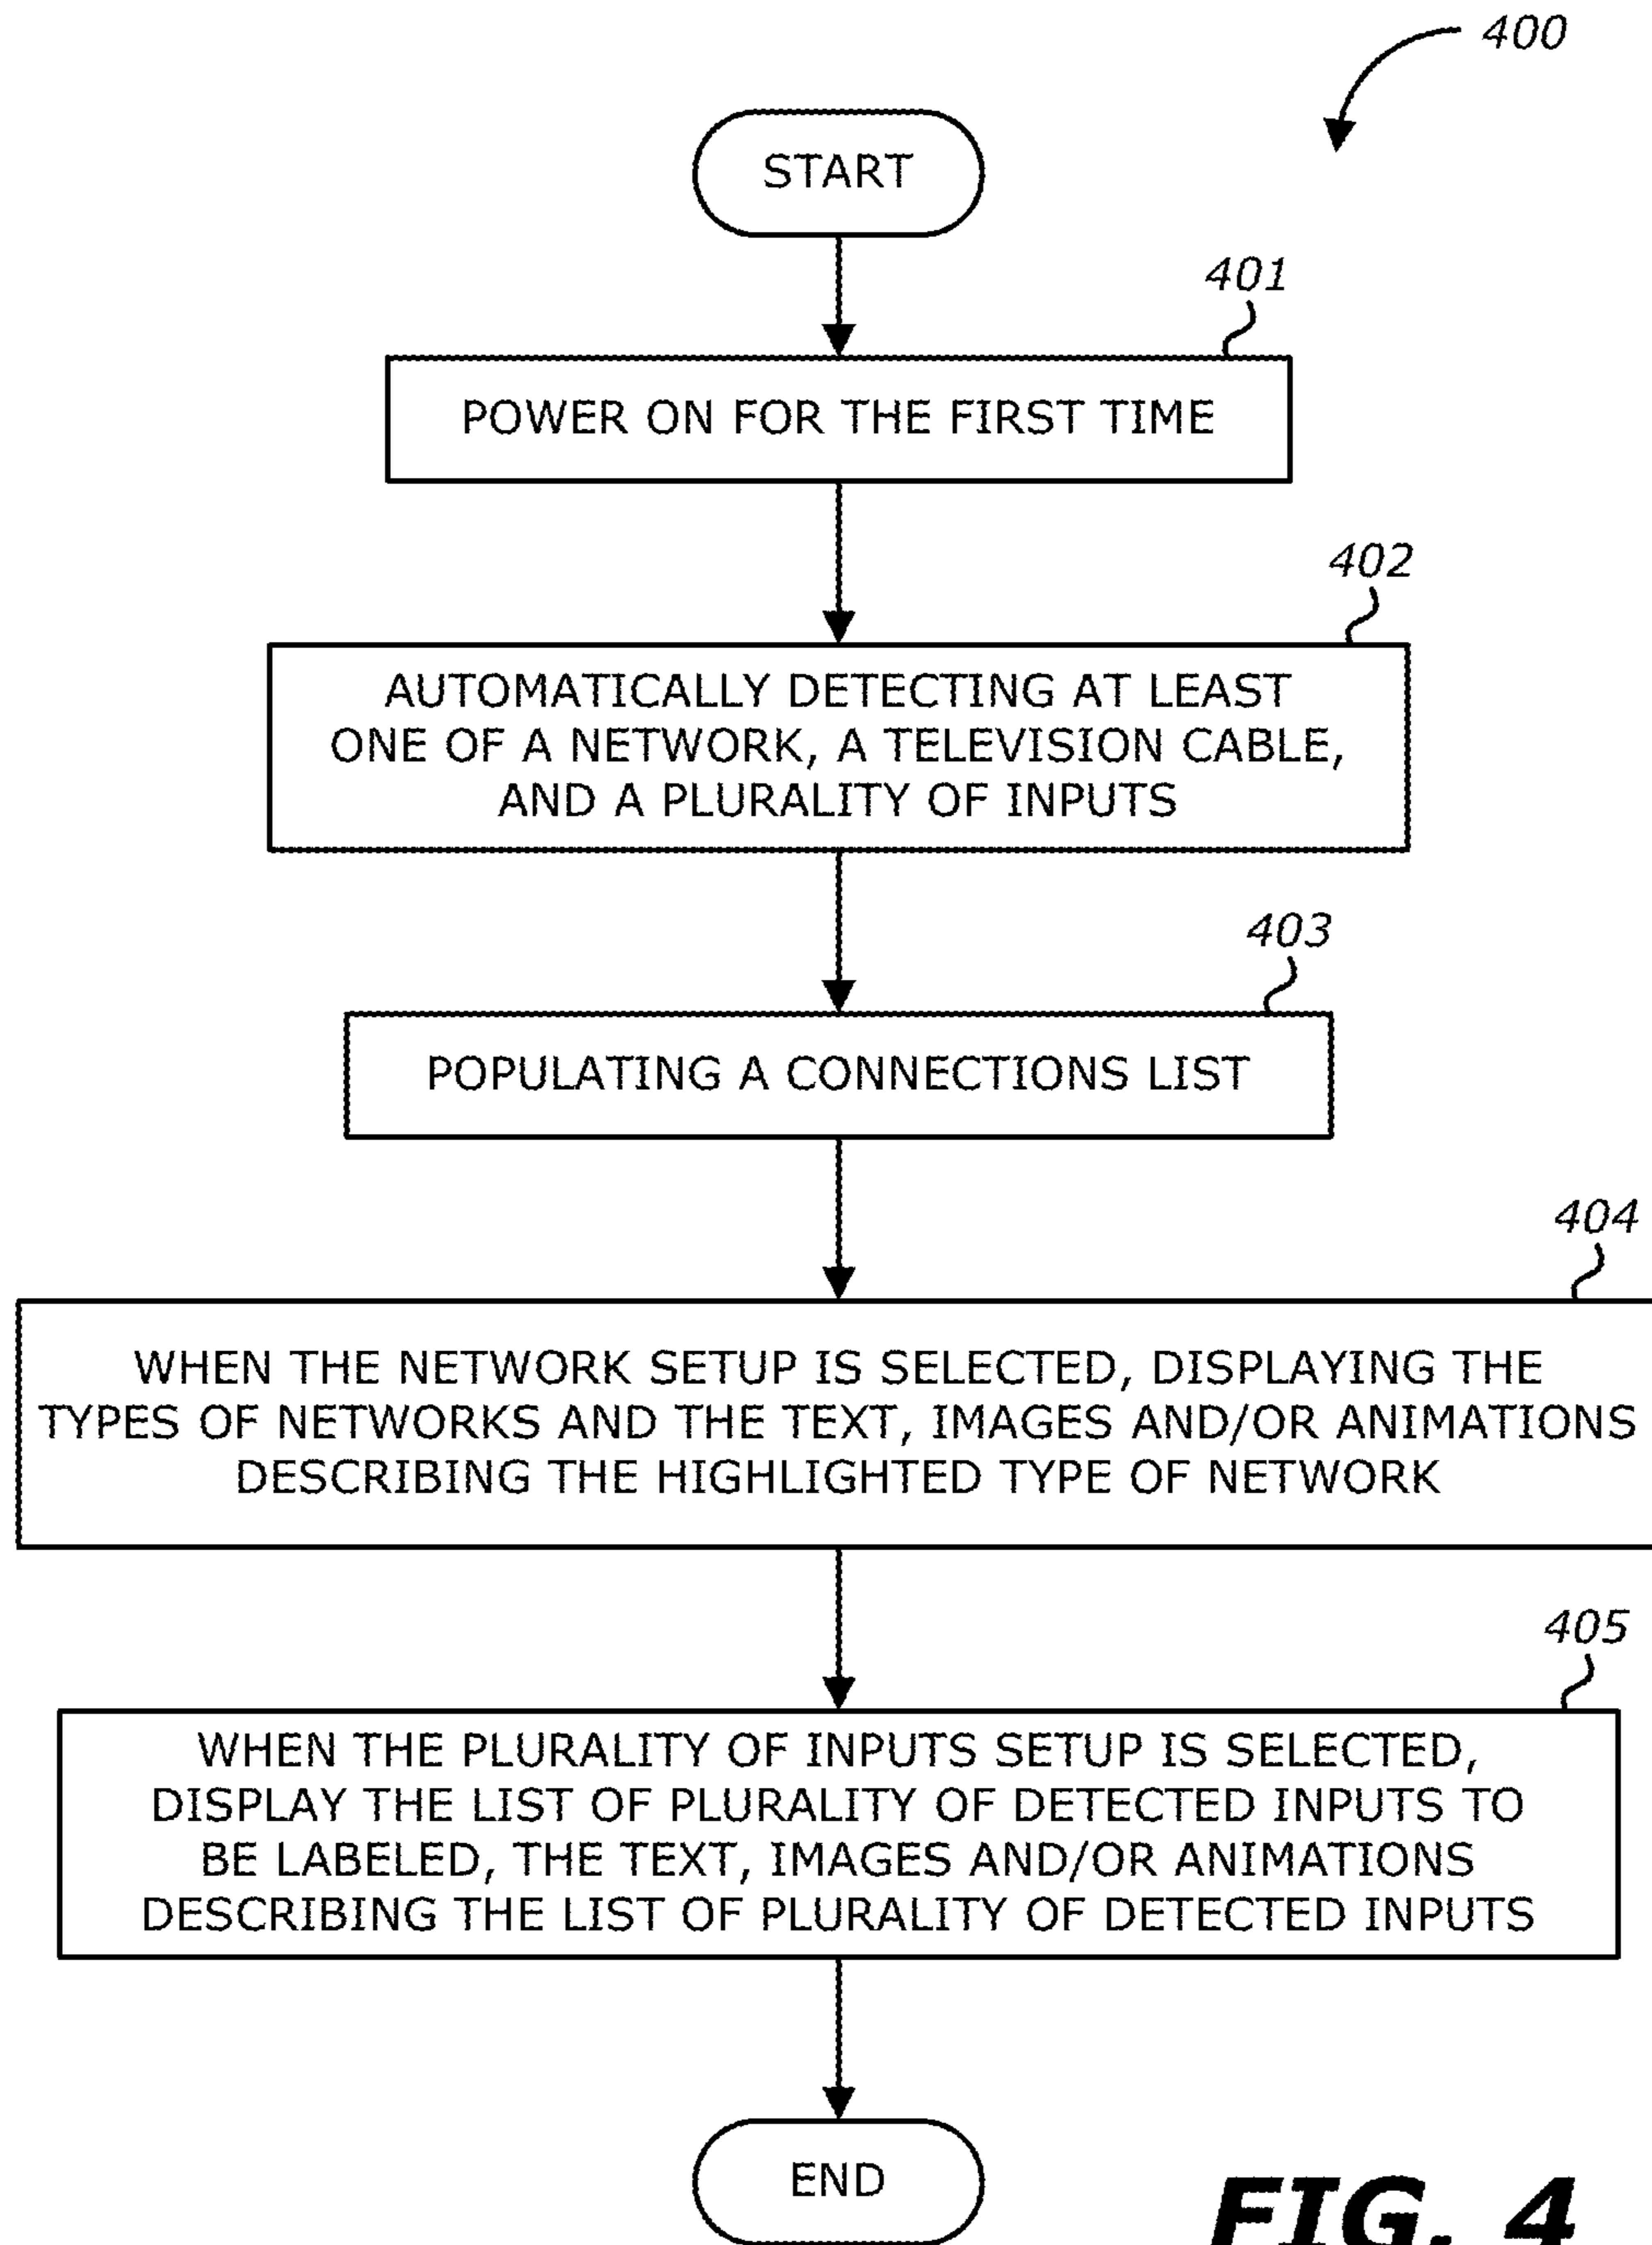 400
START
401
POWER ON FOR THE FIRST TIME
402
AUTOMATICALLY DETECTING AT LEAST
ONE OF A NETWORK, A TELEVISION CABLE,
AND A PLURALITY OF INPUTS
403
POPULATING A CONNECTIONS LIST
404
WHEN THE NETWORK SETUP IS SELECTED, DISPLAYING THE
TYPES OF NETWORKS AND THE TEXT, IMAGES AND/OR ANIMATIONS
DESCRIBING THE HIGHLIGHTED TYPE OF NETWORK
405
WHEN THE PLURALITY OF INPUTS SETUP IS SELECTED,
DISPLAY THE LIST OF PLURALITY OF DETECTED INPUTS TO
BE LABELED, THE TEXT, IMAGES AND/OR ANIMATIONS
DESCRIBING THE LIST OF PLURALITY OF DETECTED INPUTS
END
FIG. 4